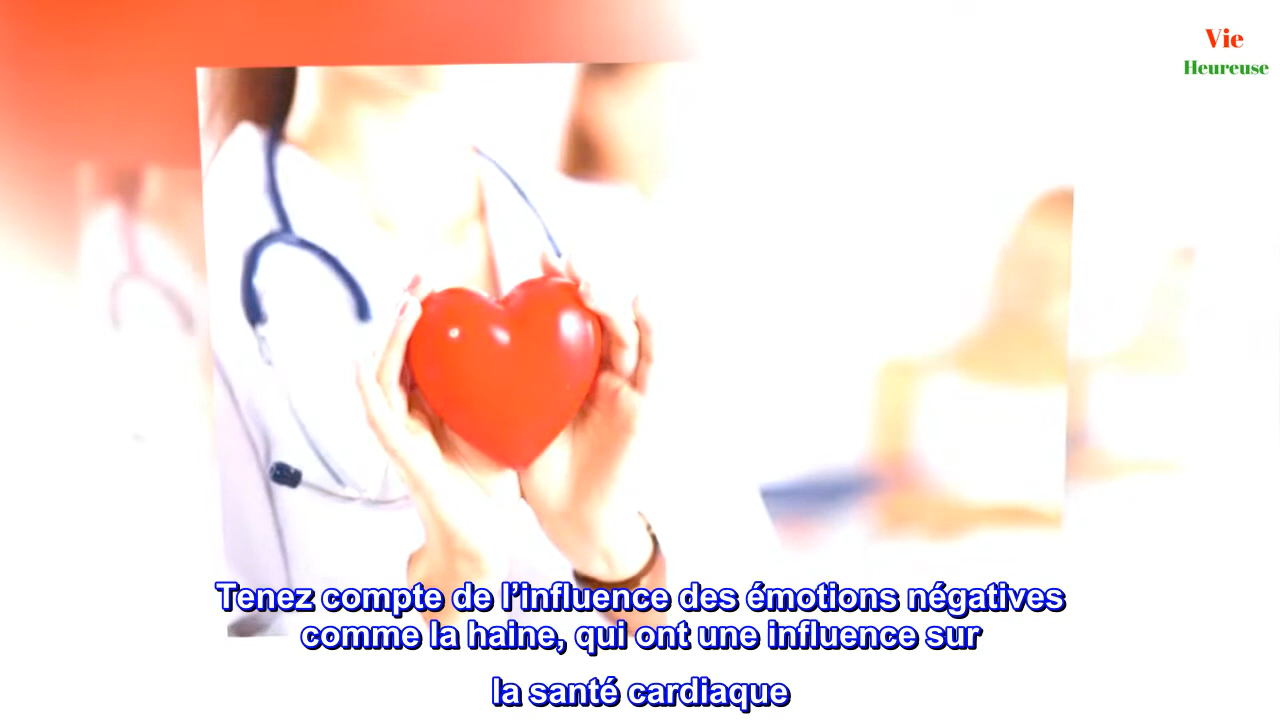 Vie
Heureuse
Tenez compte de l’influence des émotions négatives
comme la haine, qui ont une influence sur
la santé cardiaque